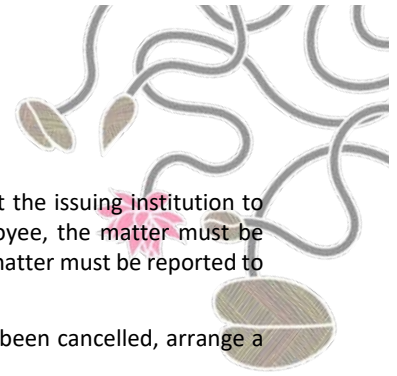 t the issuing institution to
oyee, the matter must be
matter must be reported to
been cancelled, arrange a